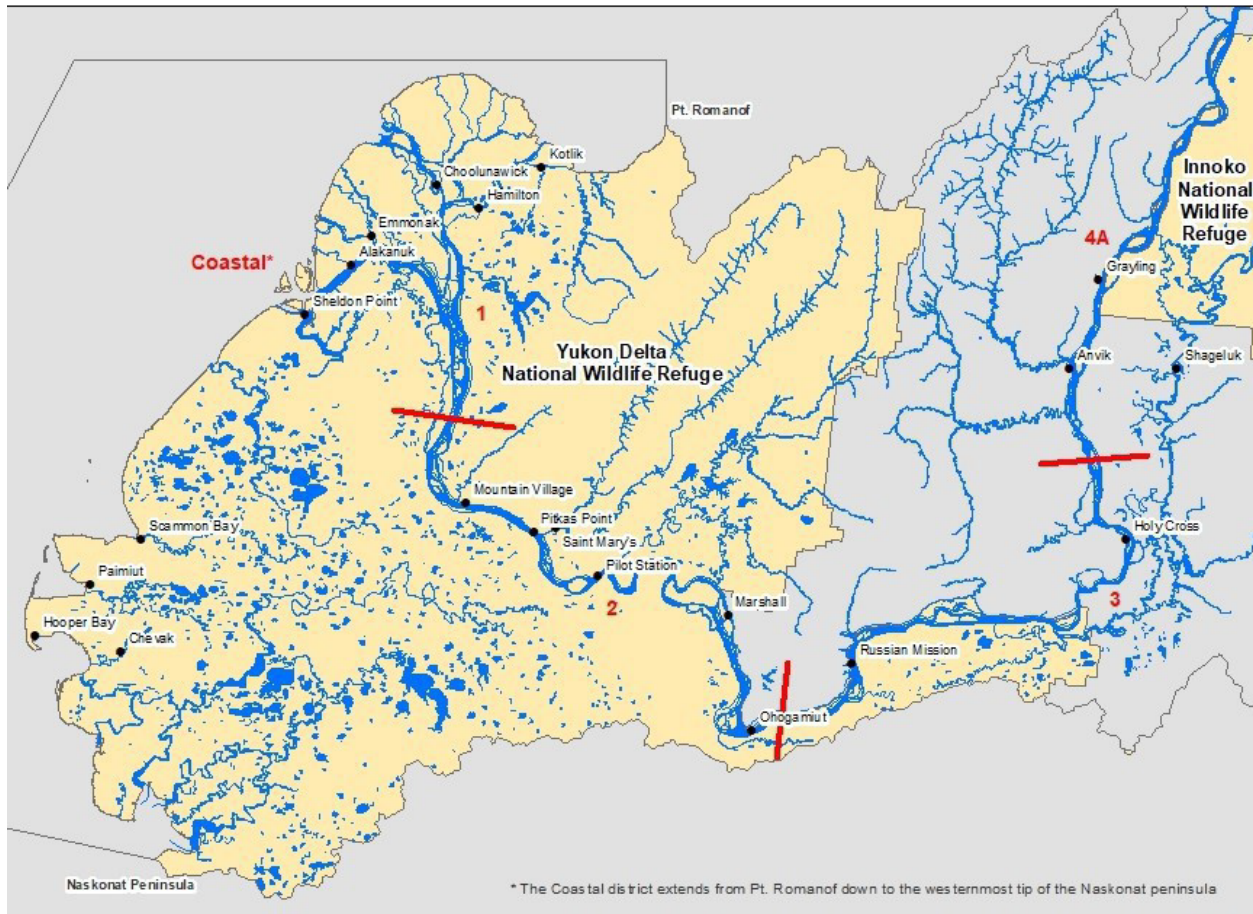 Pt. Romanof
Kotlik
Choolunawick
Hamilton
Innoko
National
Wildlife
Refuge
Emmonak
4A
Alakanuk
Coastal*
Grayling
Sheldon Point
1
Yukon Delta
National Wildlife Refuge
Anvik
Shageluk
Mountain Village
Pitkas Point
Scammon Bay
Saint Mary's
Holy Cross
Pilot Station
Paimiut
2
Marshall
3
Hooper Bay
Chevak
Russian Mission
Ohogamiut
Naskonat Peninsula
* The Coastal district extends from Pt. Romanof down to the westernmost tip of the Naskonat peninsula